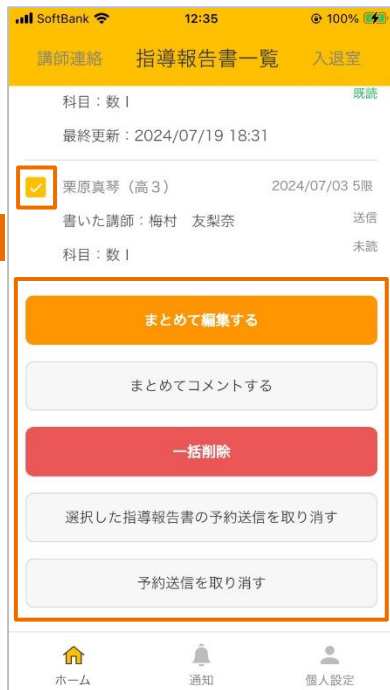 SoftBank 12:35 100%
講師連絡 指導報告書一覧 入退室
科目：数Ⅰ 既読
最終更新：2024/07/19 18:31
栗原真琴（高３） 2024/07/03 5限
書いた講師：梅村　友梨奈 送信
科目：数Ⅰ 未読
まとめて編集する
まとめてコメントする
一括削除
選択した指導報告書の予約送信を取り消す
予約送信を取り消す
ホーム 通知 個人設定